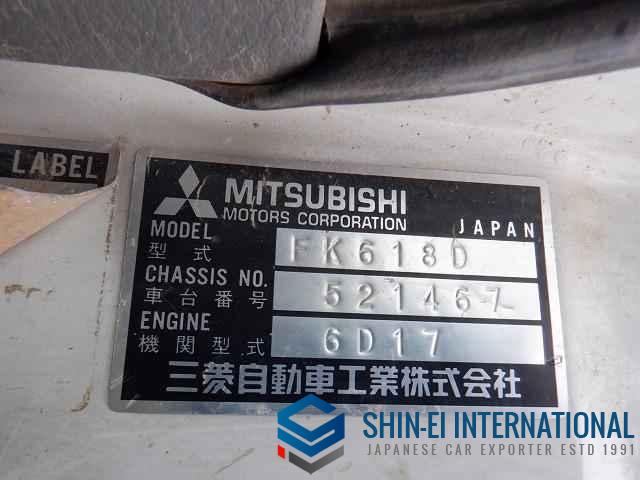 LABEL
MITSUBISHI
MOTORS CORPORATION JAPAN
MODEL
型式 FK618D
CHASSIS NO.
車台番号 521467
ENGINE
機関型式 6D17
三菱自動車工業株式会社
SHIN-EI INTERNATIONAL
JAPANESE CAR EXPORTER ESTD 1991